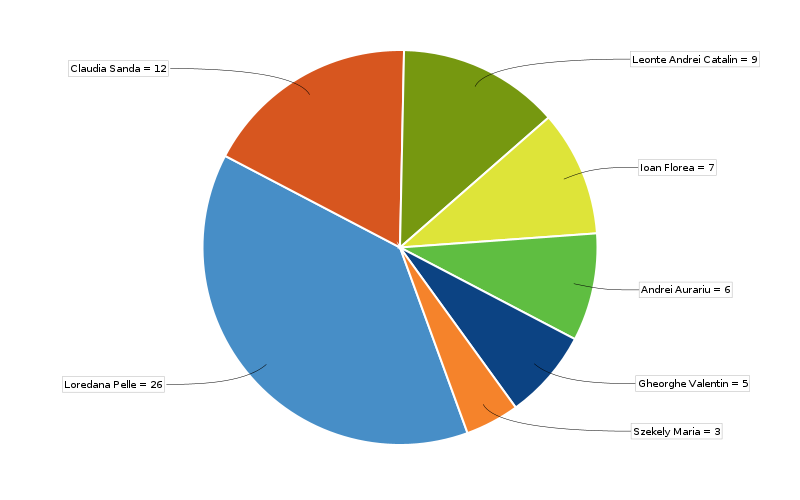 Leonte Andrei Catalin = 9
Claudia Sanda = 12
Ioan Florea = 7
Andrei Aurariu = 6
Gheorghe Valentin = 5
Loredana Pelle = 26
Szekely Maria = 3